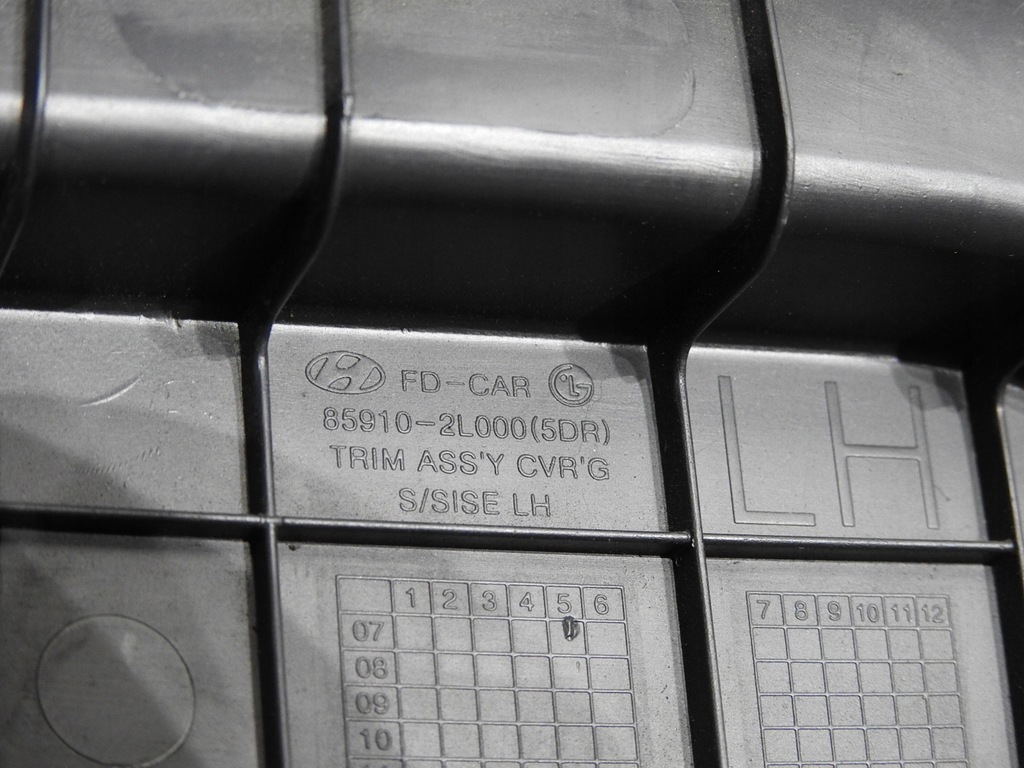 FD-CAR LG
85910-2L000(5DR)
TRIM ASS'Y CVR'G
S/SISE LH
LH
1 2 3 4 5 6
07
08
09
10
7 8 9 10 11 12